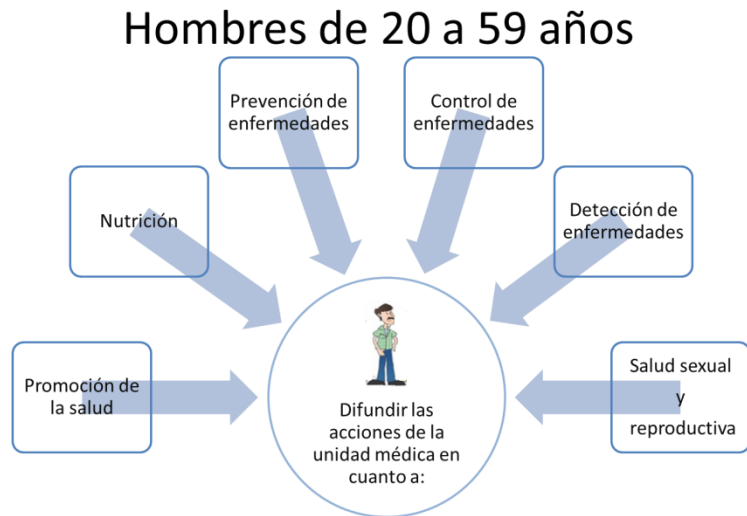 Hombres de 20 a 59 años
Prevención de
enfermedades
Control de
enfermedades
Nutrición
Detección de
enfermedades
Promoción de
la salud
Salud sexual
y
reproductiva
Difundir las
acciones de la
unidad médica en
cuanto a: